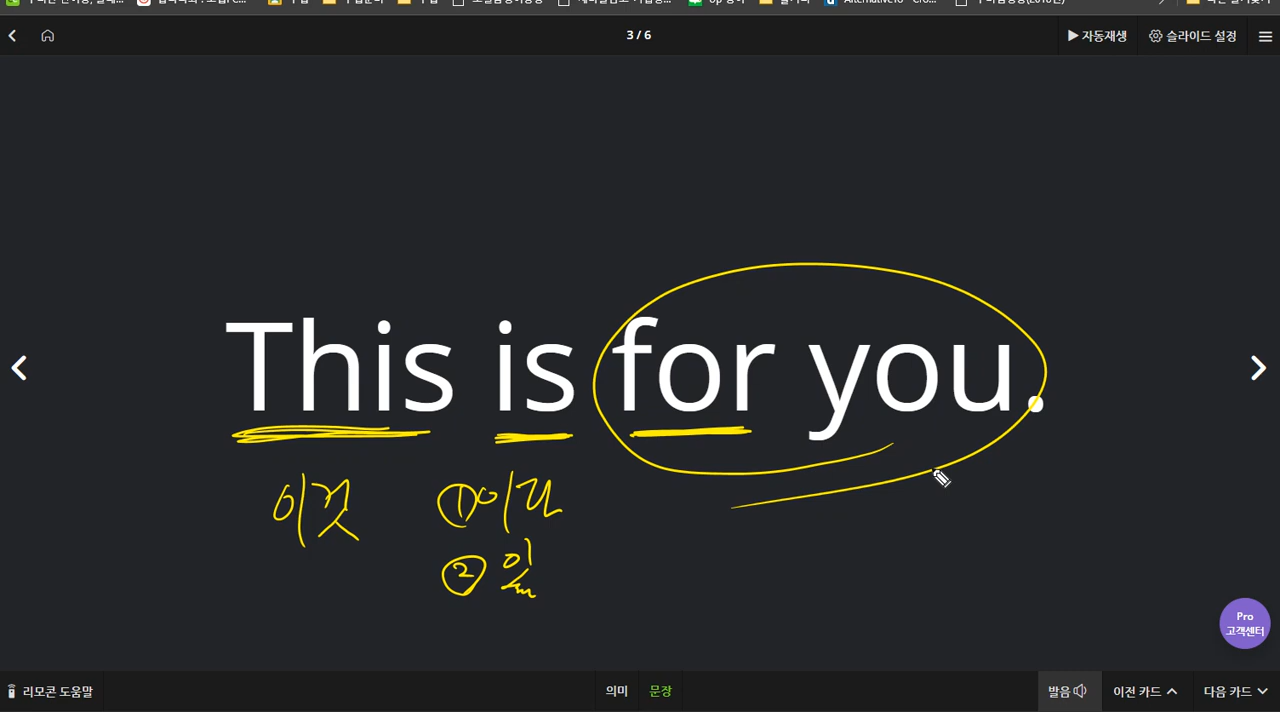 3 / 6
▶ 자동재생
슬라이드 설정
This is for you.
이것
① 이다
② 있
Pro
고객센터
리모콘 도움말
의미
문장
발음
이전 카드
다음 카드